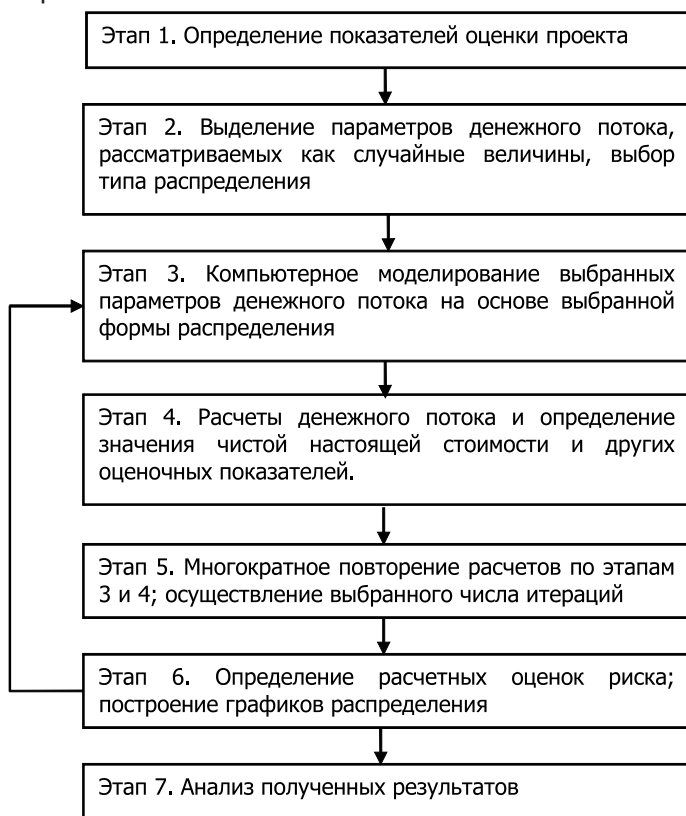 Этап 1. Определение показателей оценки проекта
Этап 2. Выделение параметров денежного потока,
рассматриваемых как случайные величины, выбор
типа распределения
Этап 3. Компьютерное моделирование выбранных
параметров денежного потока на основе выбранной
формы распределения
Этап 4. Расчеты денежного потока и определение
значения чистой настоящей стоимости и других
оценочных показателей.
Этап 5. Многократное повторение расчетов по этапам
3 и 4; осуществление выбранного числа итераций
Этап 6. Определение расчетных оценок риска;
построение графиков распределения
Этап 7. Анализ полученных результатов